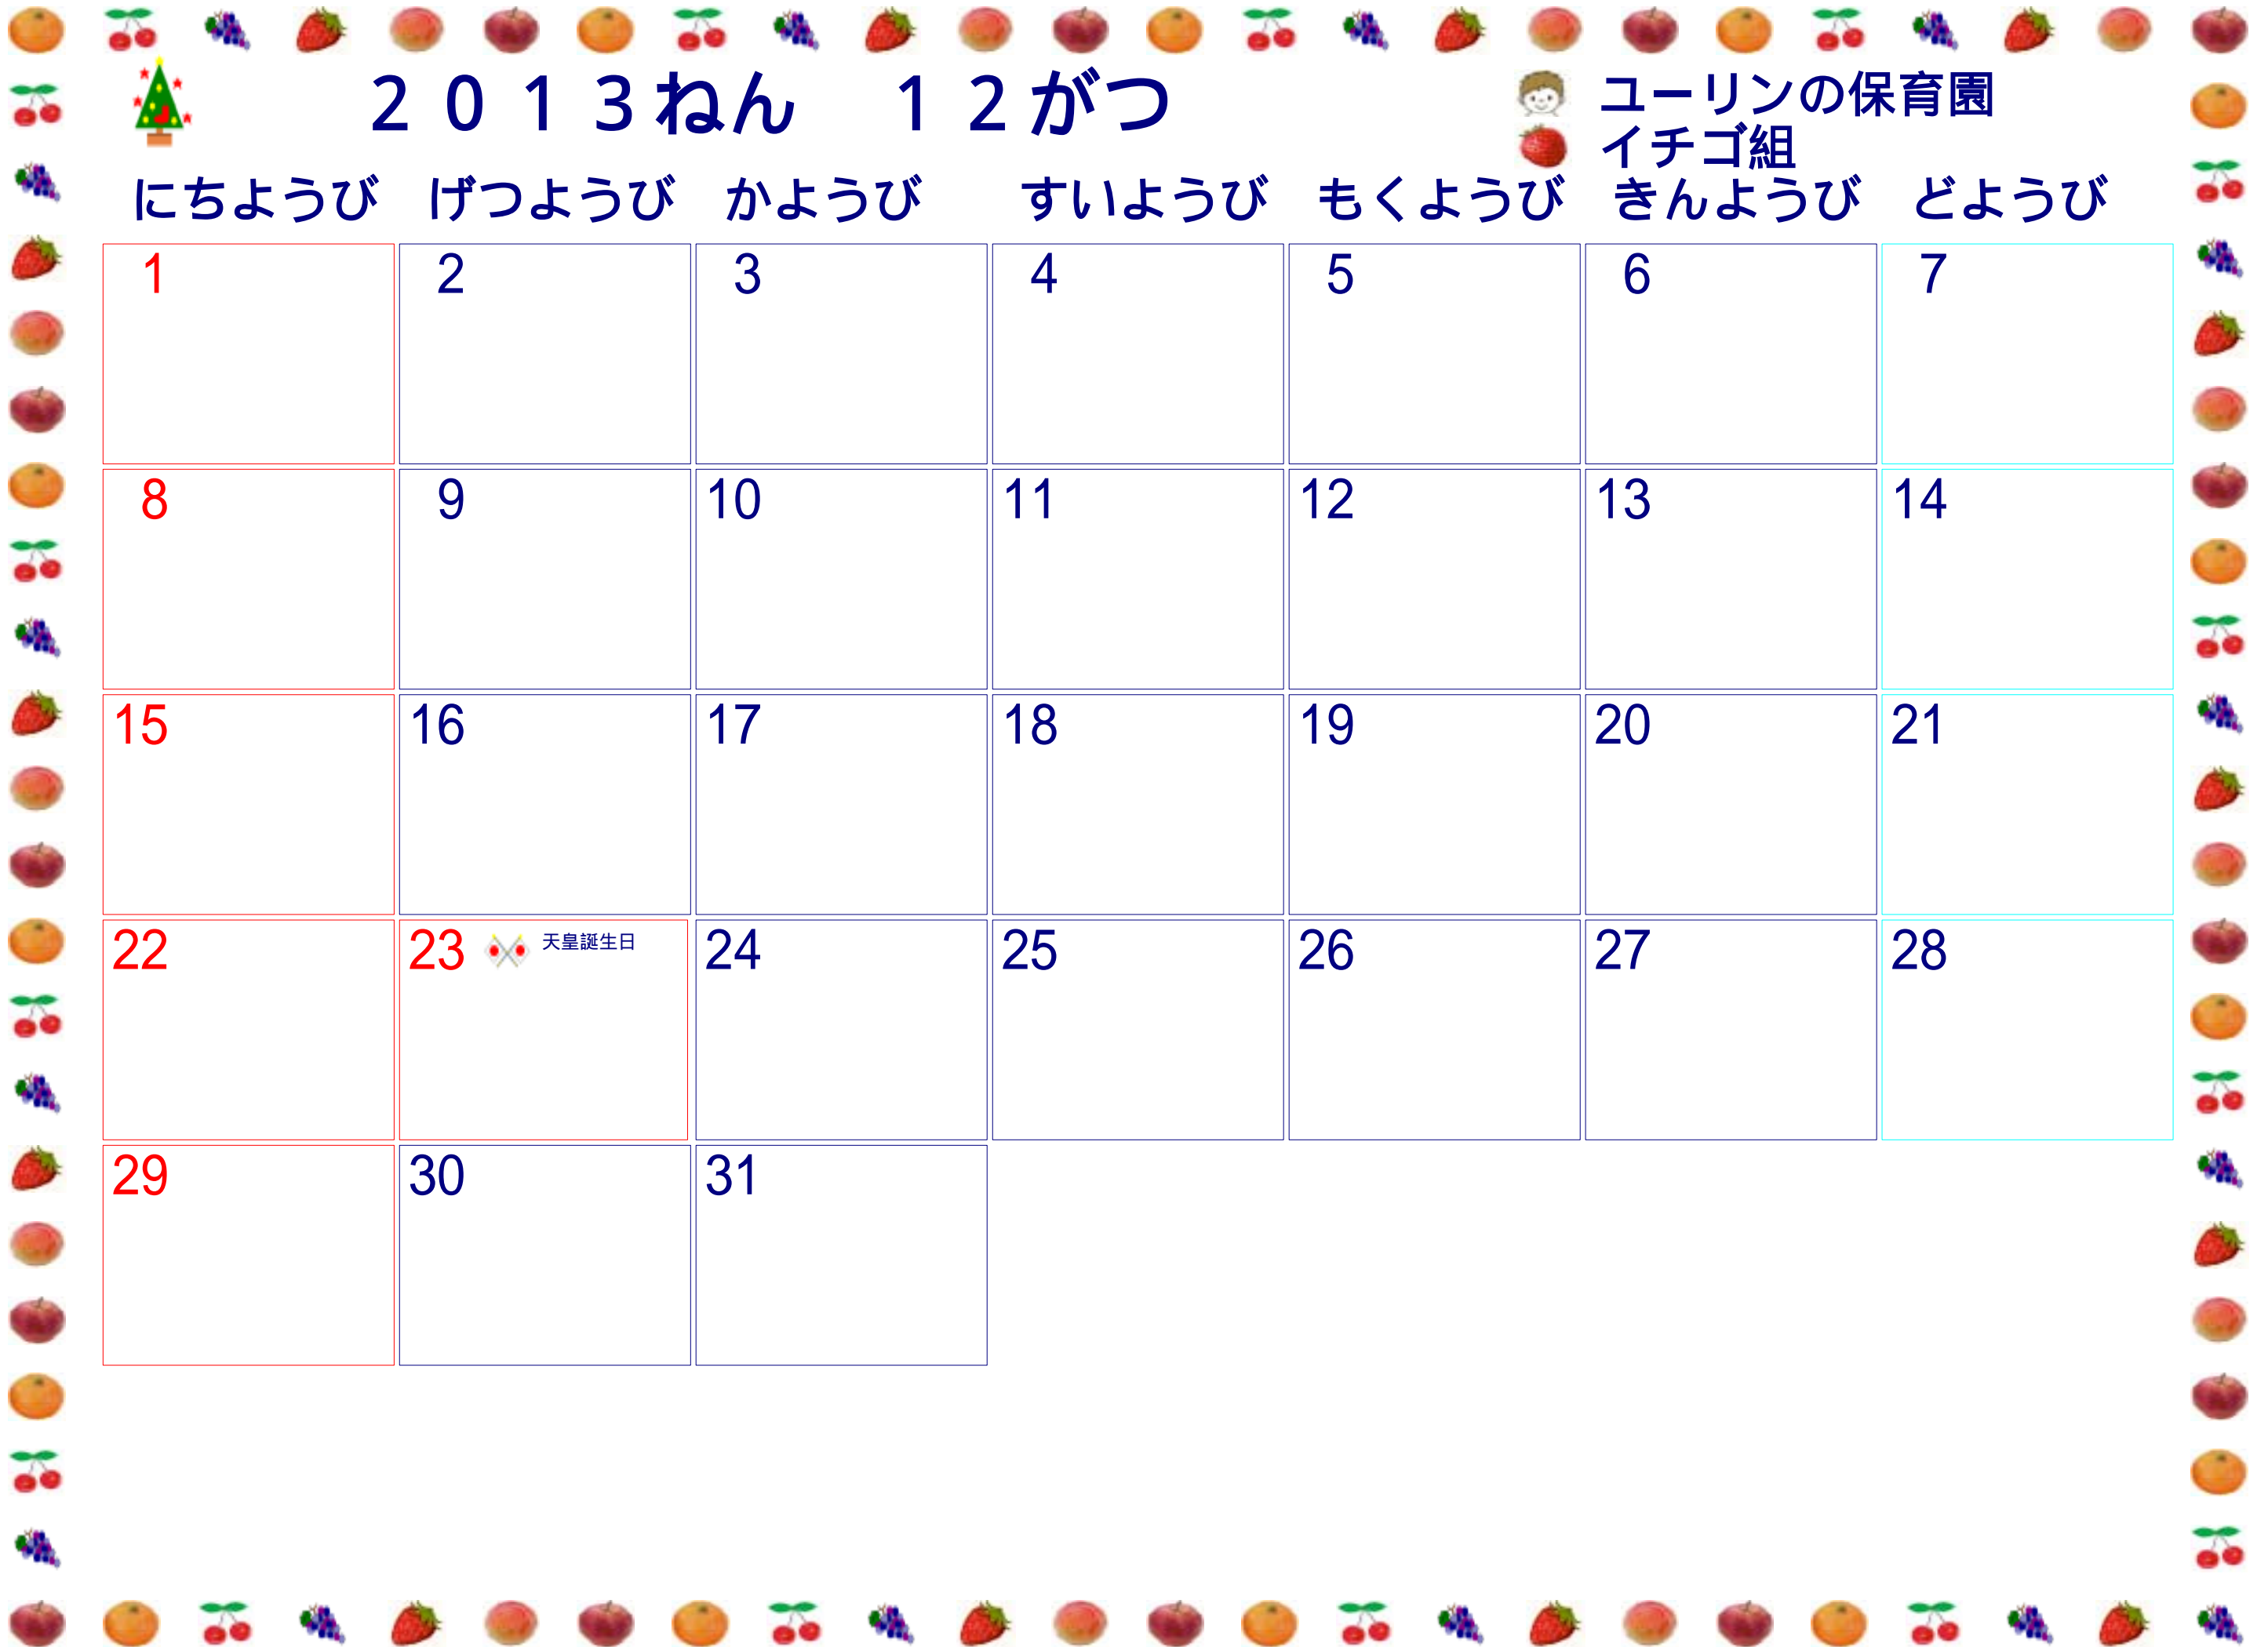 ２０１３ねん　１２がつ
ユーリンの保育園
イチゴ組
にちようび げつようび かようび すいようび もくようび きんようび どようび
1 2 3 4 5 6 7
8 9 10 11 12 13 14
15 16 17 18 19 20 21
22 23 天皇誕生日 24 25 26 27 28
29 30 31